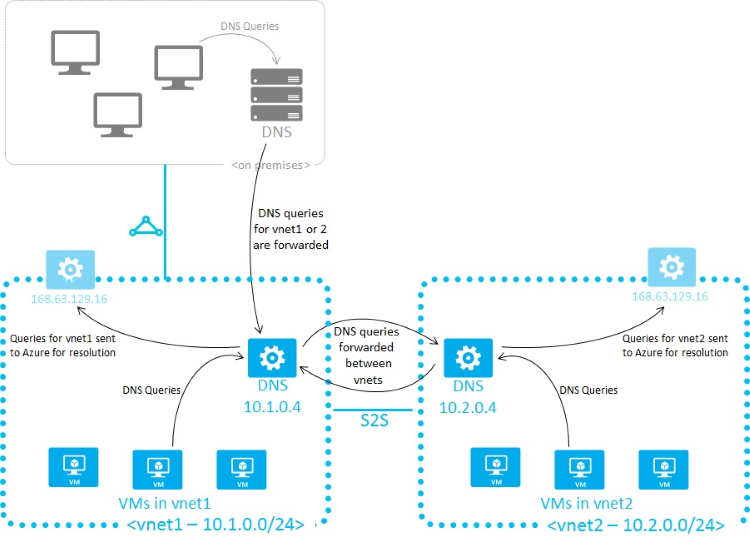 DNS Queries
DNS
<on premises>
DNS queries
for vnet1 or 2
are forwarded
168.63.129.16
168.63.129.16
Queries for vnet1 sent
to Azure for resolution
DNS queries
forwarded
between
vnets
Queries for vnet2 sent
to Azure for resolution
DNS
10.1.0.4
DNS
10.2.0.4
DNS Queries
DNS Queries
S2S
VM
VM
VM
VM
VM
VM
VMs in vnet1
<vnet1 – 10.1.0.0/24>
VMs in vnet2
<vnet2 – 10.2.0.0/24>